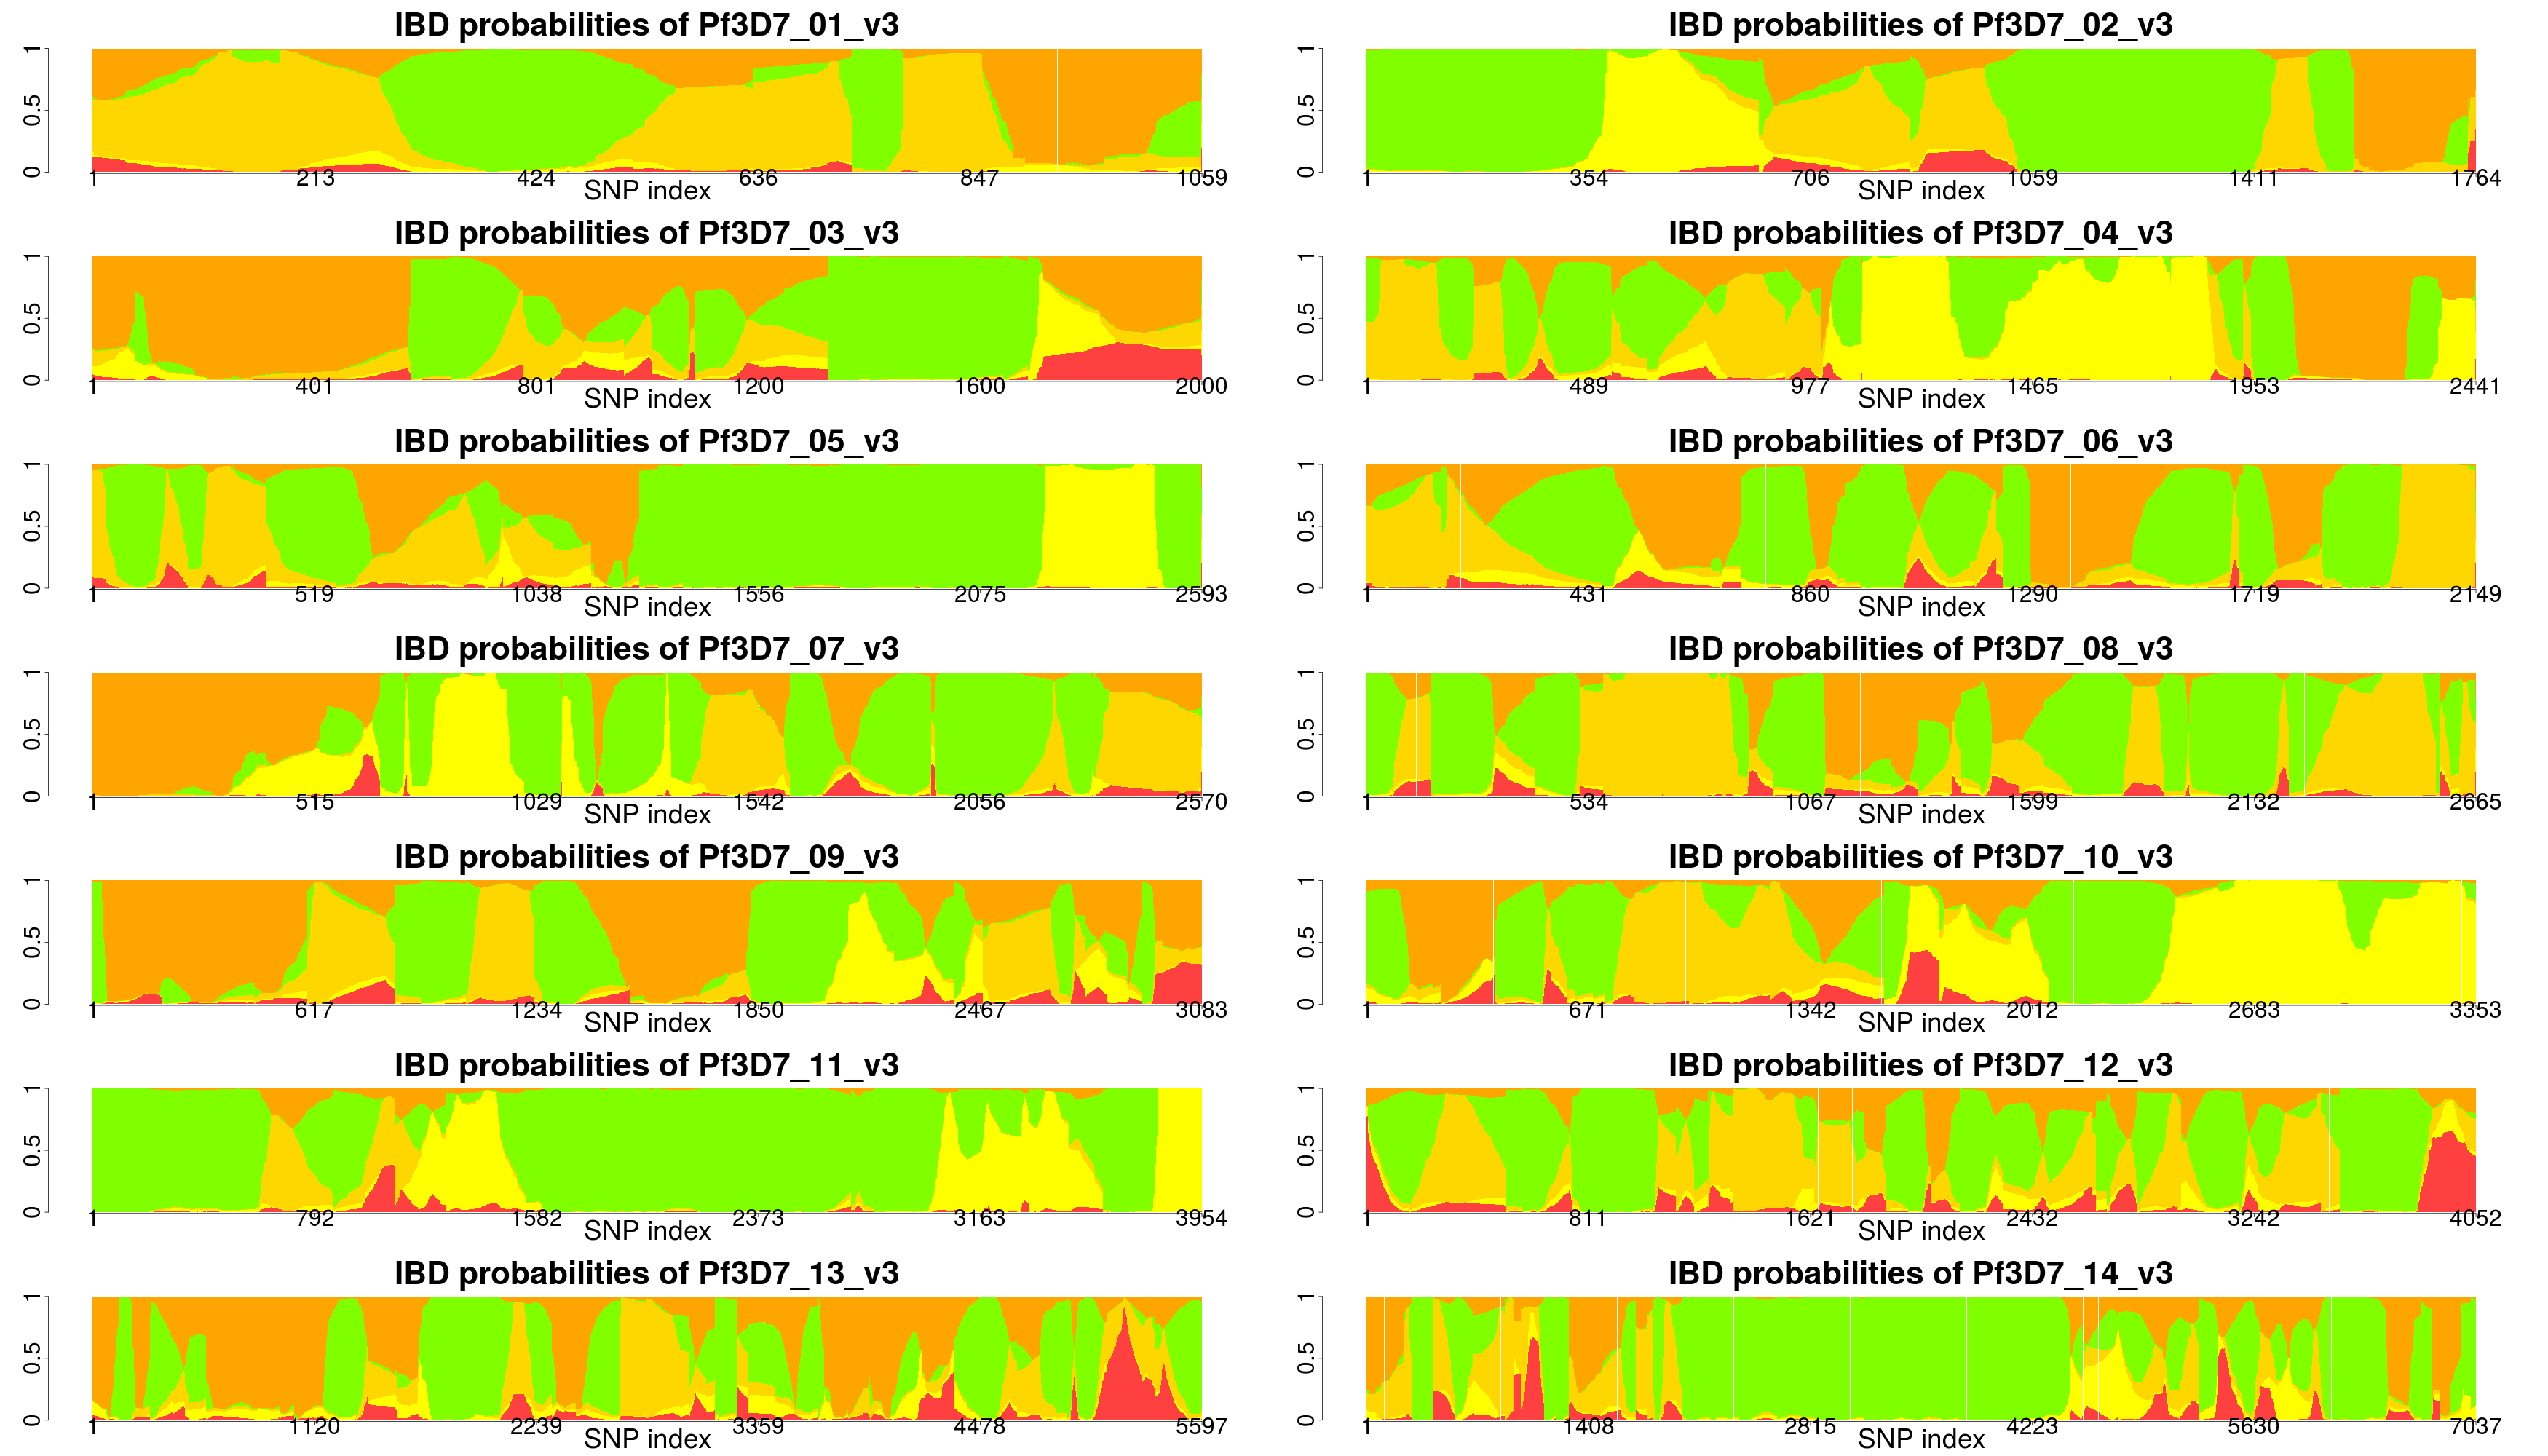 IBD probabilities of Pf3D7_01_v3
0 0.5 1
1 213 424 636 847 1059
SNP index
IBD probabilities of Pf3D7_02_v3
0 0.5 1
1 354 706 1059 1411 1764
SNP index
IBD probabilities of Pf3D7_03_v3
0 0.5 1
1 401 801 1200 1600 2000
SNP index
IBD probabilities of Pf3D7_04_v3
0 0.5 1
1 489 977 1465 1953 2441
SNP index
IBD probabilities of Pf3D7_05_v3
0 0.5 1
1 519 1038 1556 2075 2593
SNP index
IBD probabilities of Pf3D7_06_v3
0 0.5 1
1 431 860 1290 1719 2149
SNP index
IBD probabilities of Pf3D7_07_v3
0 0.5 1
1 515 1029 1542 2056 2570
SNP index
IBD probabilities of Pf3D7_08_v3
0 0.5 1
1 534 1067 1599 2132 2665
SNP index
IBD probabilities of Pf3D7_09_v3
0 0.5 1
1 617 1234 1850 2467 3083
SNP index
IBD probabilities of Pf3D7_10_v3
0 0.5 1
1 671 1342 2012 2683 3353
SNP index
IBD probabilities of Pf3D7_11_v3
0 0.5 1
1 792 1582 2373 3163 3954
SNP index
IBD probabilities of Pf3D7_12_v3
0 0.5 1
1 811 1621 2432 3242 4052
SNP index
IBD probabilities of Pf3D7_13_v3
0 0.5 1
1 1120 2239 3359 4478 5597
SNP index
IBD probabilities of Pf3D7_14_v3
0 0.5 1
1 1408 2815 4223 5630 7037
SNP index